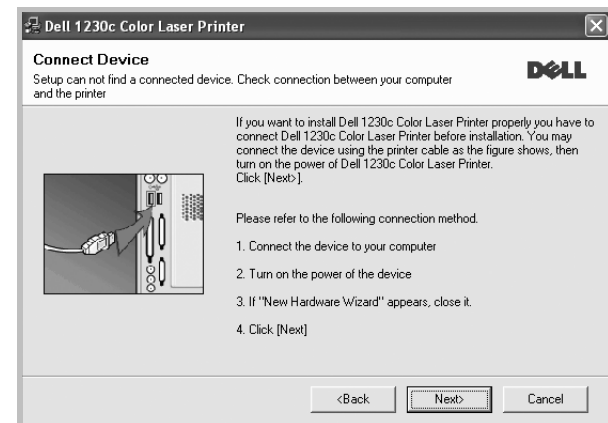 Dell 1230c Color Laser Printer
Connect Device
Setup can not find a connected device. Check connection between your computer
and the printer
DELL
If you want to install Dell 1230c Color Laser Printer properly you have to
connect Dell 1230c Color Laser Printer before installation. You may
connect the device using the printer cable as the figure shows, then
turn on the power of Dell 1230c Color Laser Printer.
Click [Next>].
Please refer to the following connection method.
1. Connect the device to your computer
2. Turn on the power of the device
3. If "New Hardware Wizard" appears, close it.
4. Click [Next]
<Back
Next>
Cancel